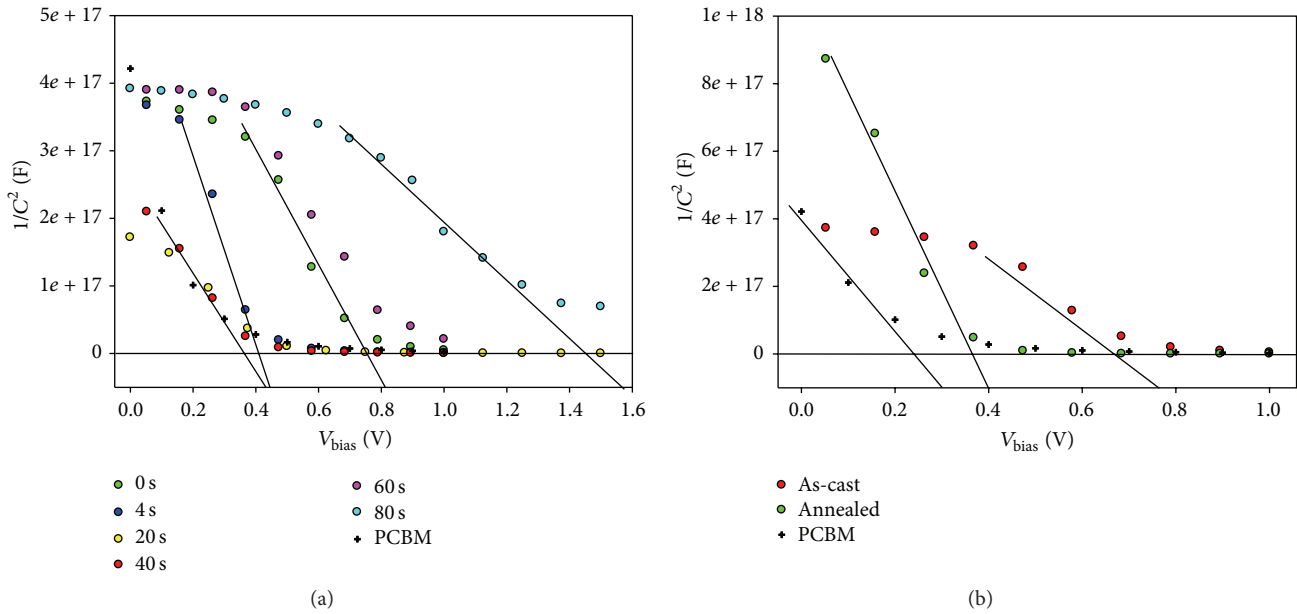 5e + 17
4e + 17
3e + 17
2e + 17
1e + 17
0
1/C² (F)
0.0 0.2 0.4 0.6 0.8 1.0 1.2 1.4 1.6
V_bias (V)
0 s
4 s
20 s
40 s
60 s
80 s
PCBM
(a)
1e + 18
8e + 17
6e + 17
4e + 17
2e + 17
0
1/C² (F)
0.0 0.2 0.4 0.6 0.8 1.0
V_bias (V)
As-cast
Annealed
PCBM
(b)